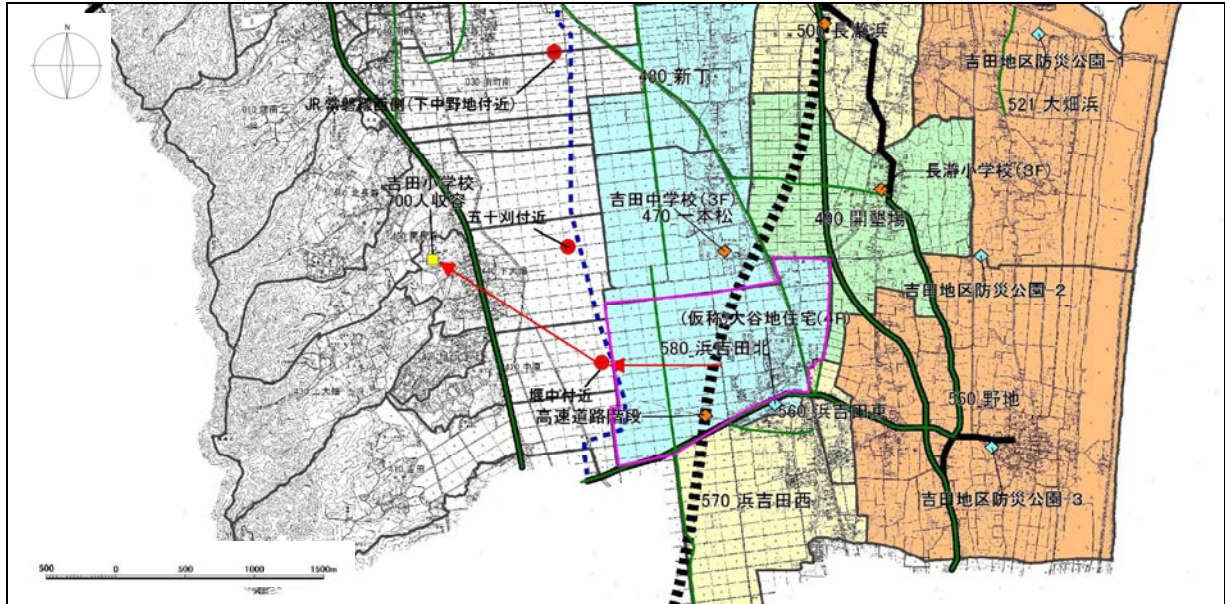 N
500 長瀞浜
吉田地区防災公園-1
480 新丁
JR常磐線西側(下中野地付近)
521 大畑浜
吉田小学校
700人収容
五十刈付近
吉田中学校(3F)
470 一本松
長瀞小学校(3F)
490 開墾場
吉田地区防災公園-2
(仮称)大谷地住宅(4F)
580 浜吉田北
堰中付近
高速道路階段
560 浜吉田東
550 野地
570 浜吉田西
吉田地区防災公園-3
500 0 500 1000 1500m